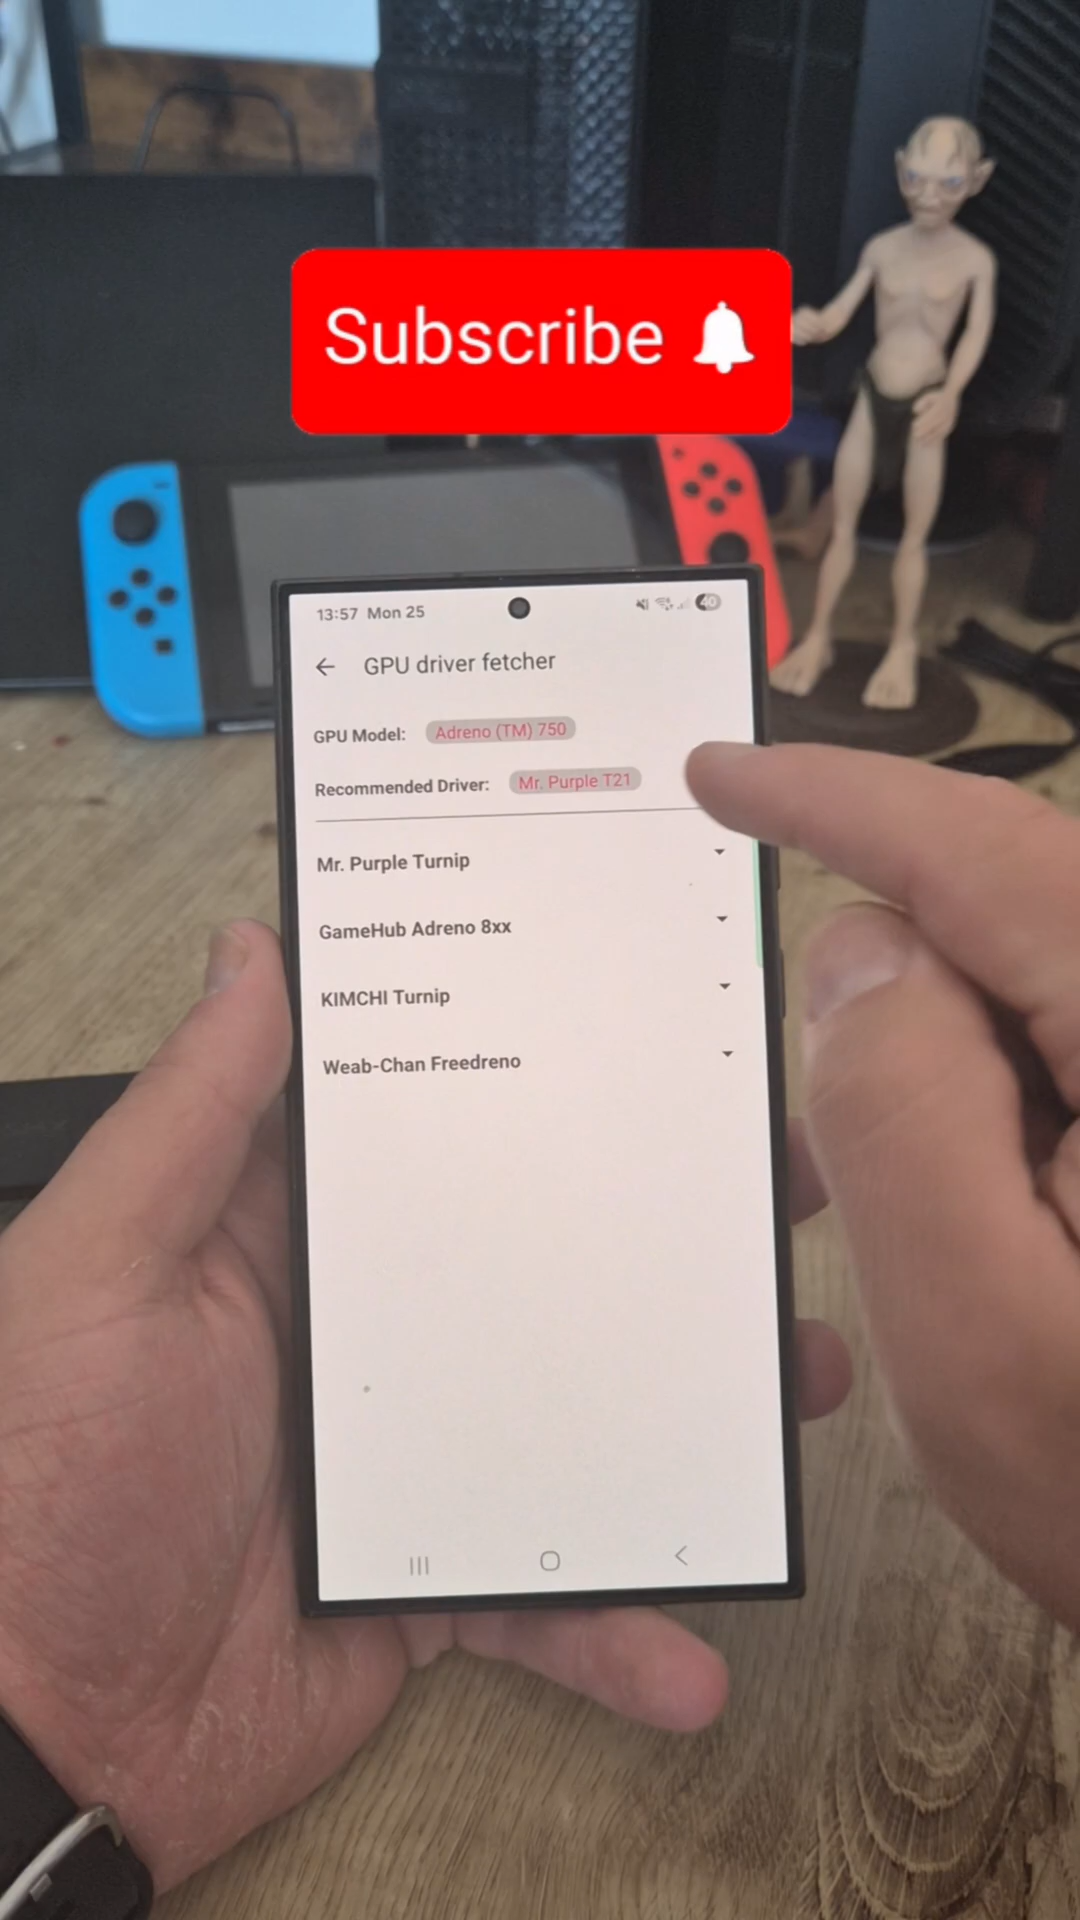 Subscribe
13:57 Mon 25
40
GPU driver fetcher
GPU Model: Adreno (TM) 750
Recommended Driver: Mr. Purple T21
Mr. Purple Turnip
GameHub Adreno 8xx
KIMCHI Turnip
Weab-Chan Freedreno